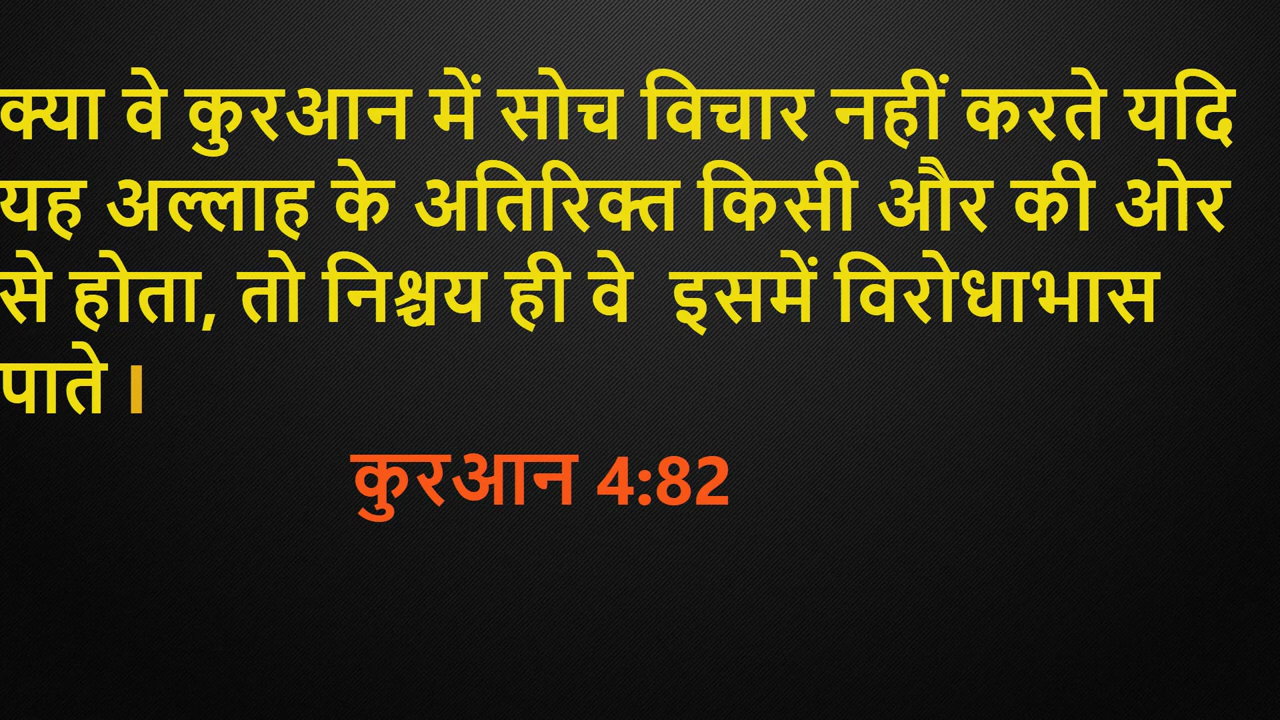 क्या वे कुरआन में सोच विचार नहीं करते यदि
यह अल्लाह के अतिरिक्त किसी और की ओर
से होता, तो निश्चय ही वे  इसमें विरोधाभास
पाते I
कुरआन 4:82